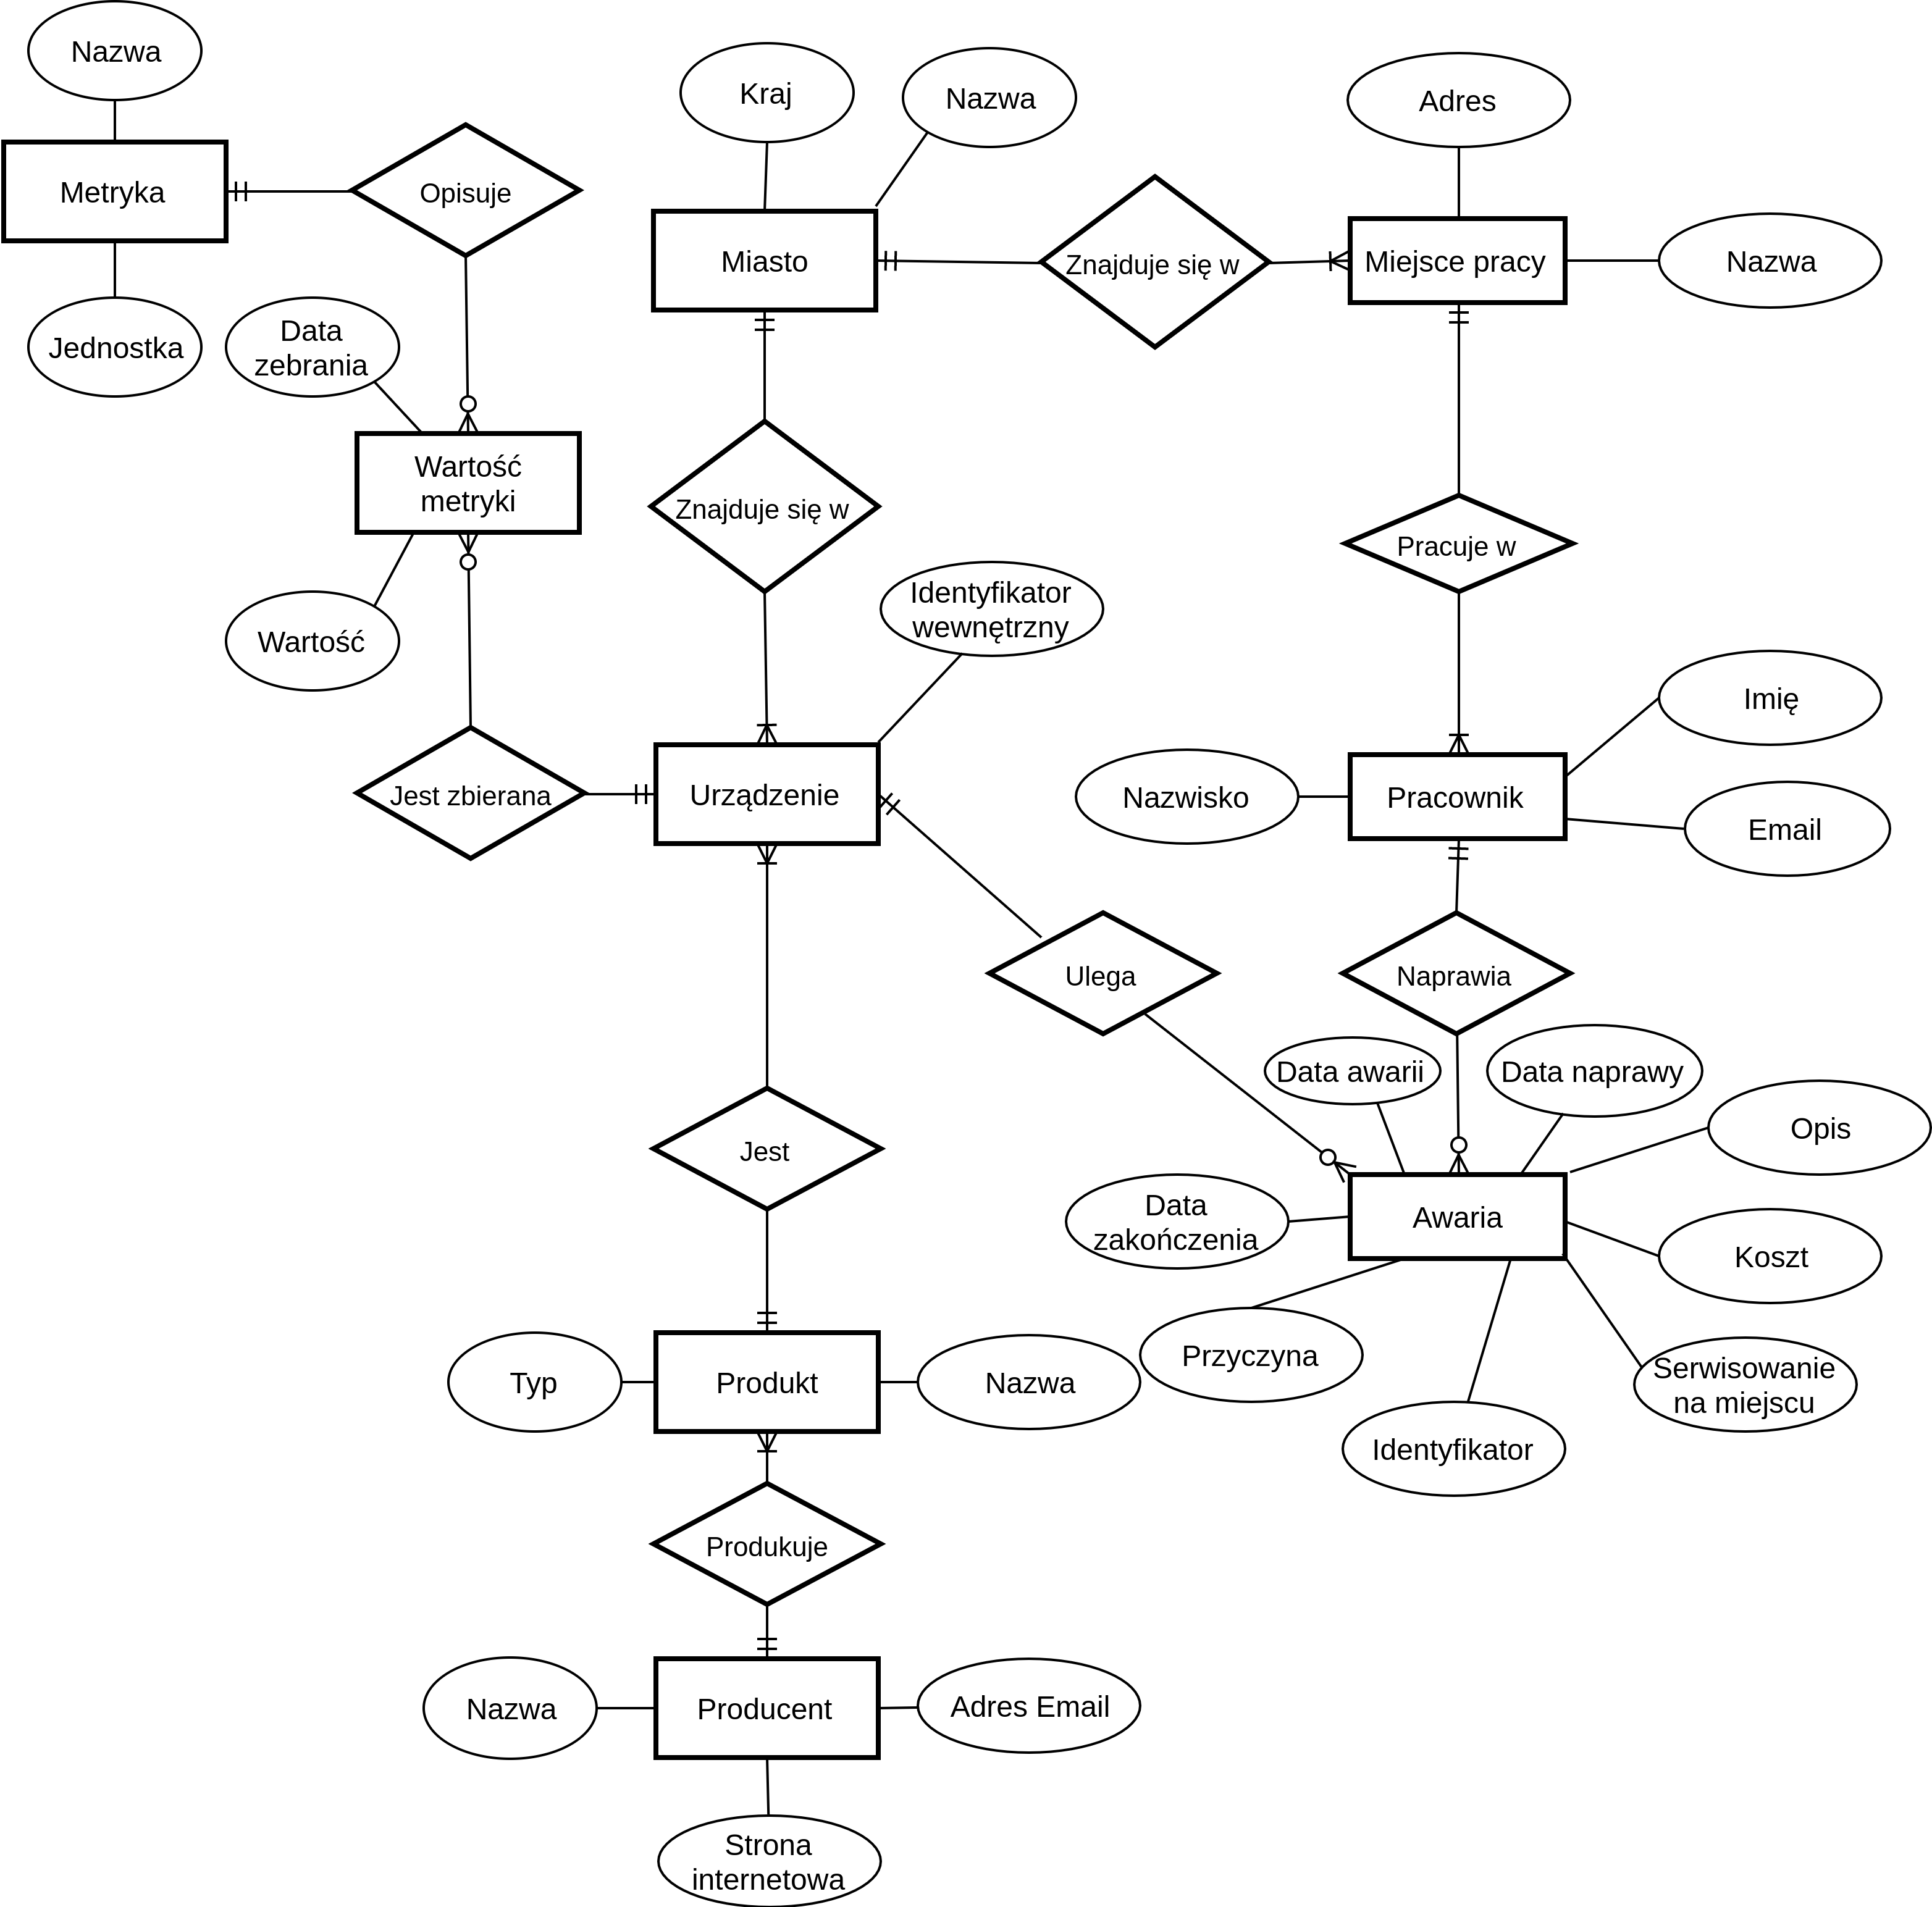 Nazwa
Kraj
Nazwa
Adres
Metryka
Opisuje
Miasto
Znajduje się w
Miejsce pracy
Nazwa
Jednostka
Data
zebrania
Wartość
metryki
Znajduje się w
Pracuje w
Identyfikator
wewnętrzny
Wartość
Imię
Jest zbierana
Urządzenie
Nazwisko
Pracownik
Email
Ulega
Naprawia
Data awarii
Data naprawy
Opis
Jest
Data
zakończenia
Awaria
Koszt
Przyczyna
Serwisowanie
na miejscu
Typ
Produkt
Nazwa
Identyfikator
Produkuje
Nazwa
Producent
Adres Email
Strona
internetowa